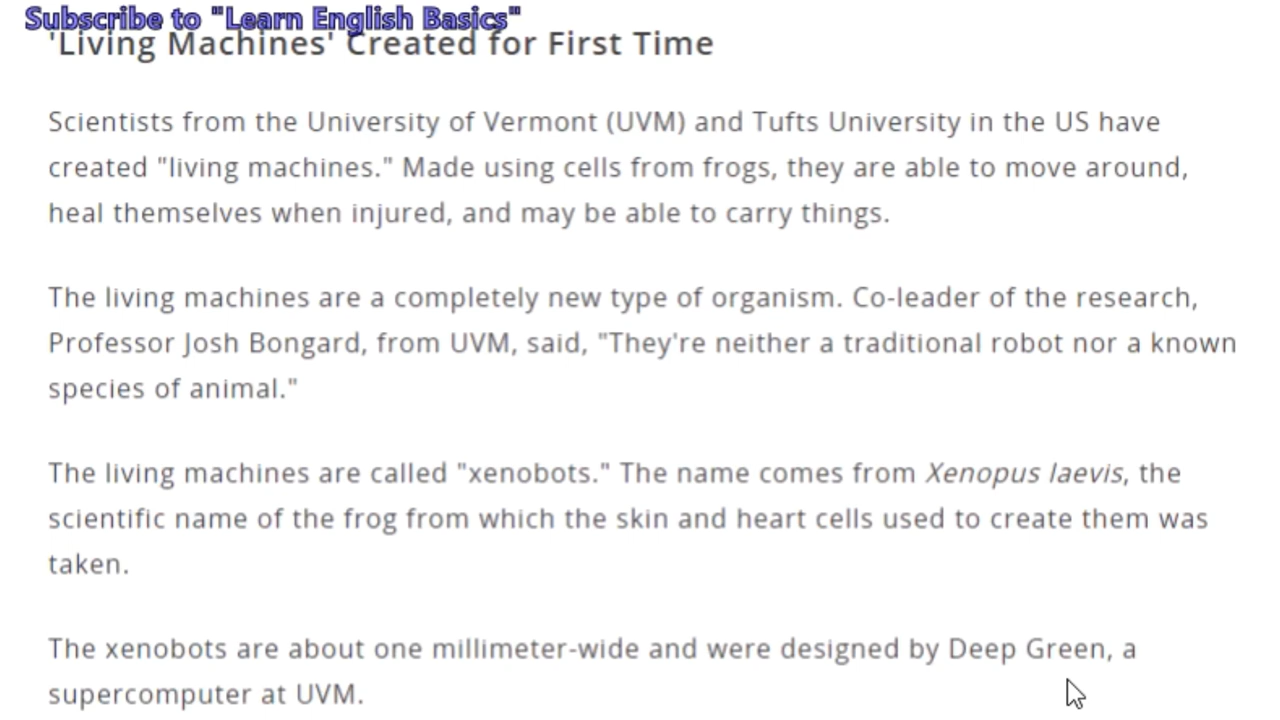 Subscribe to "Learn English Basics"
'Living Machines' Created for First Time
Scientists from the University of Vermont (UVM) and Tufts University in the US have
created "living machines." Made using cells from frogs, they are able to move around,
heal themselves when injured, and may be able to carry things.
The living machines are a completely new type of organism. Co-leader of the research,
Professor Josh Bongard, from UVM, said, "They're neither a traditional robot nor a known
species of animal."
The living machines are called "xenobots." The name comes from Xenopus laevis, the
scientific name of the frog from which the skin and heart cells used to create them was
taken.
The xenobots are about one millimeter-wide and were designed by Deep Green, a
supercomputer at UVM.